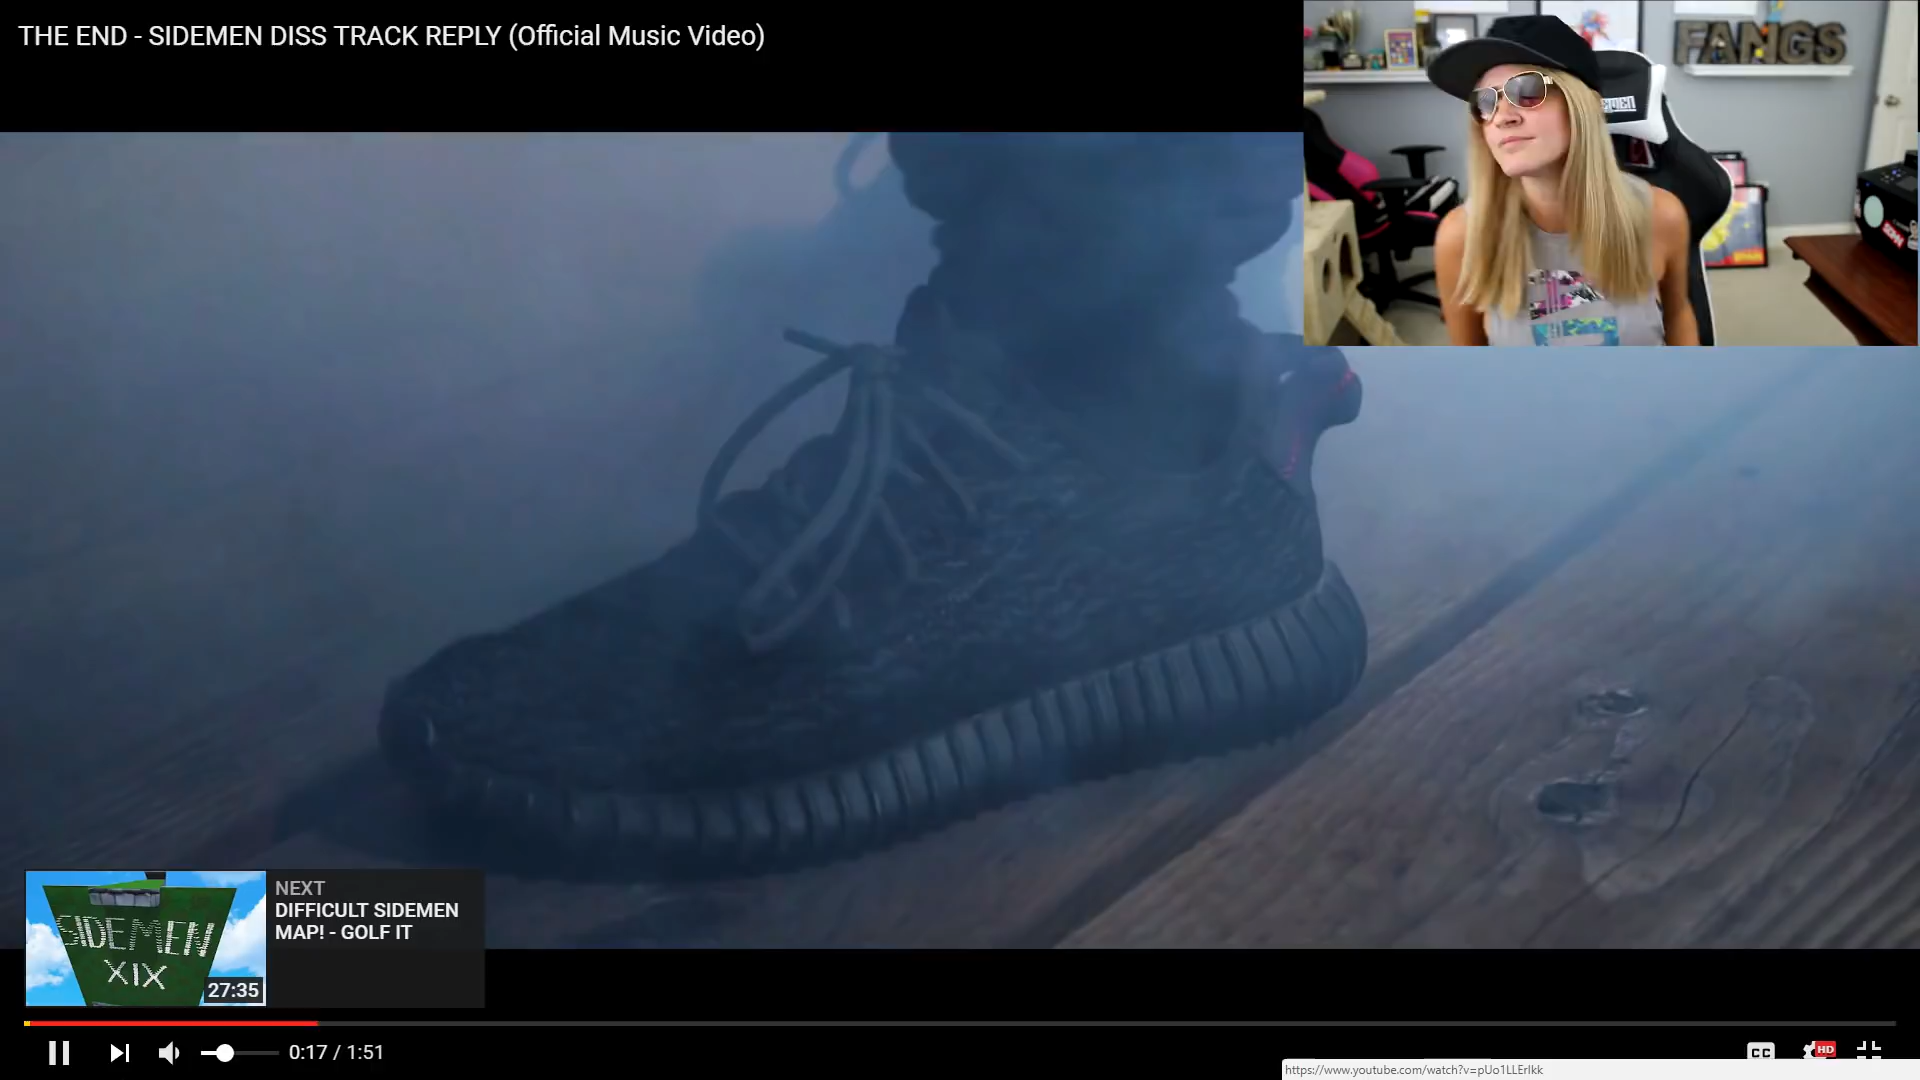 THE END - SIDEMEN DISS TRACK REPLY (Official Music Video)
FANGS
NEXT
DIFFICULT SIDEMEN
MAP! - GOLF IT
SIDEMEN
XIX
27:35
0:17 / 1:51
CC
HD
https://www.youtube.com/watch?v=pUo1LLErIkk